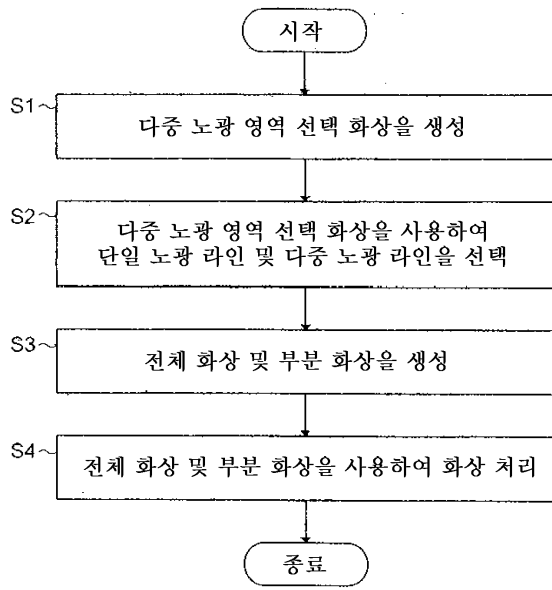 시작
S1~
다중 노광 영역 선택 화상을 생성
S2~
다중 노광 영역 선택 화상을 사용하여
단일 노광 라인 및 다중 노광 라인을 선택
S3~
전체 화상 및 부분 화상을 생성
S4~
전체 화상 및 부분 화상을 사용하여 화상 처리
종료